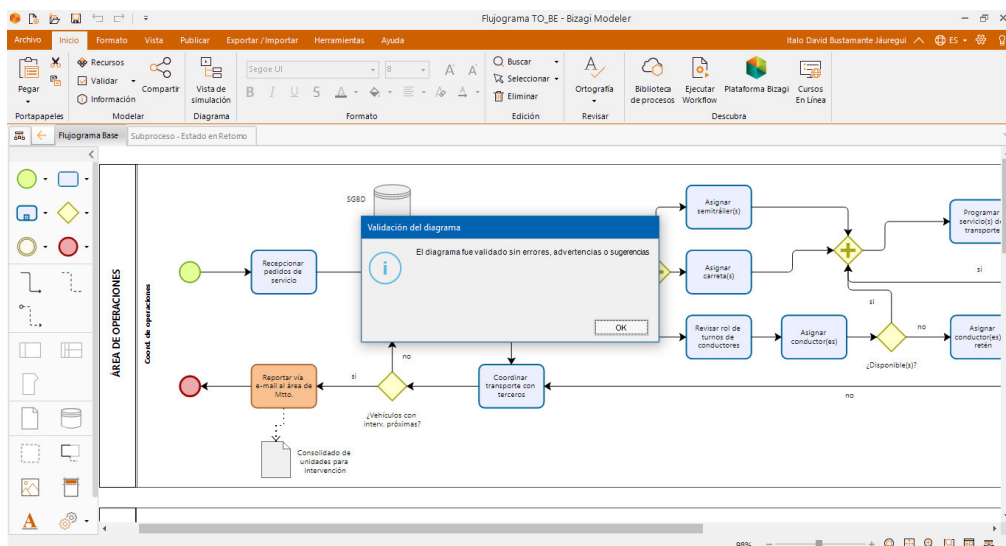 Flujograma TO_BE - Bizagi Modeler
Archivo Inicio Formato Vista Publicar Exportar / Importar Herramientas Ayuda
Italo David Bustamante Jáuregui
ES
Pegar
Recursos
Validar
Información
Compartir
Vista de
simulación
Segoe UI
8
B I U S A
Buscar
Seleccionar
Eliminar
Ortografía
Biblioteca
de procesos
Ejecutar
Workflow
Plataforma Bizagi
Cursos
En Línea
Portapapeles Modelar Diagrama Formato Edición Revisar Descubra
Flujograma Base
Subproceso - Estado en Retorno
ÁREA DE OPERACIONES
Coord. de operaciones
SGBD
Recepcionar
pedidos de
servicio
Validación del diagrama
El diagrama fue validado sin errores, advertencias o sugerencias
OK
Asignar
semitráiler(s)
Asignar
carreta(s)
Programar
servicio(s) de
transporte
si
Revisar rol de
turnos de
conductores
Asignar
conductor(es)
si
no
¿Disponible(s)?
Asignar
conductor(es)
retén
no
no
Reportar vía
e-mail al área de
Mtto.
si
¿Vehículos con
interv. próximas?
Coordinar
transporte con
terceros
Consolidado de
unidades para
intervención
98%